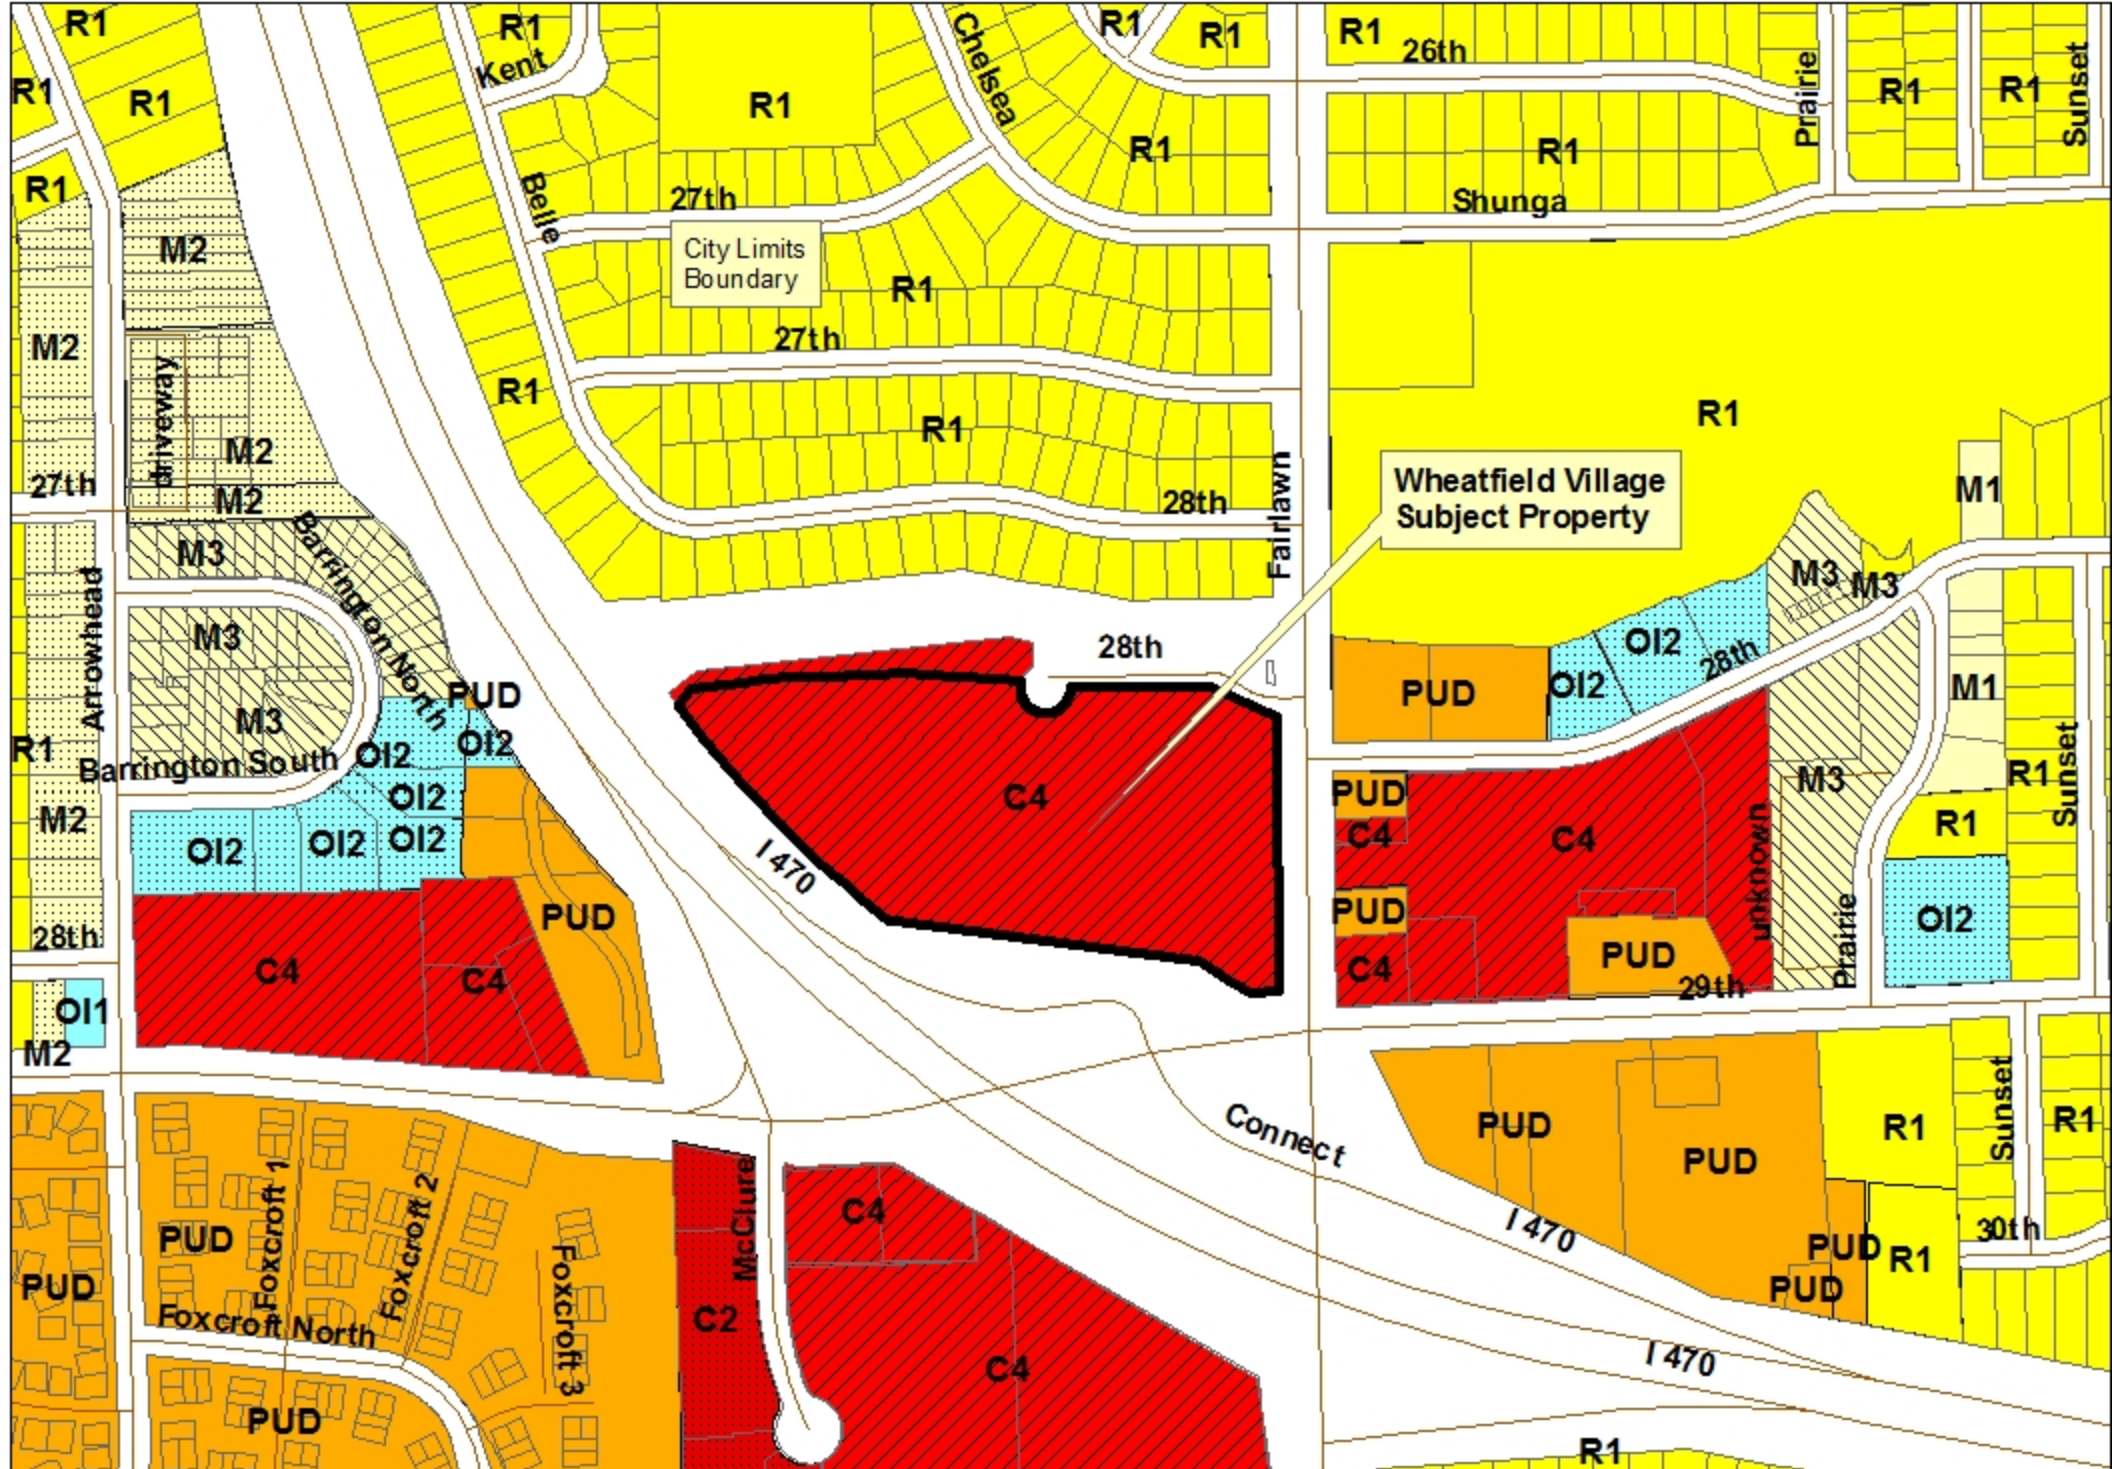 R1
R1
R1
R1
R1
R1
26th
R1
R1
Sunset
Kent
Chelsea
Prairie
R1
R1
R1
R1
R1
R1
Belle
27th
Shunga
M2
City Limits
Boundary
R1
M2
27th
driveway
R1
R1
R1
M2
27th
M2
28th
Fairlawn
Wheatfield Village
Subject Property
M1
M3
Barrington North
M3
M3
Arrowhead
M3
28th
OI2
28th
M3
PUD
PUD
OI2
M1
R1
Barrington South
OI2
OI2
C4
PUD
M3
R1
Sunset
M2
OI2
OI2
OI2
OI2
I 470
C4
C4
unknown
R1
28th
PUD
PUD
PUD
OI2
Prairie
C4
C4
C4
29th
OI1
M2
Connect
PUD
PUD
R1
Sunset
R1
McClure
C4
Foxcroft 1
Foxcroft 2
Foxcroft 3
PUD
PUD
I 470
PUD
PUD
R1
30th
Foxcroft North
C2
C4
I 470
PUD
R1